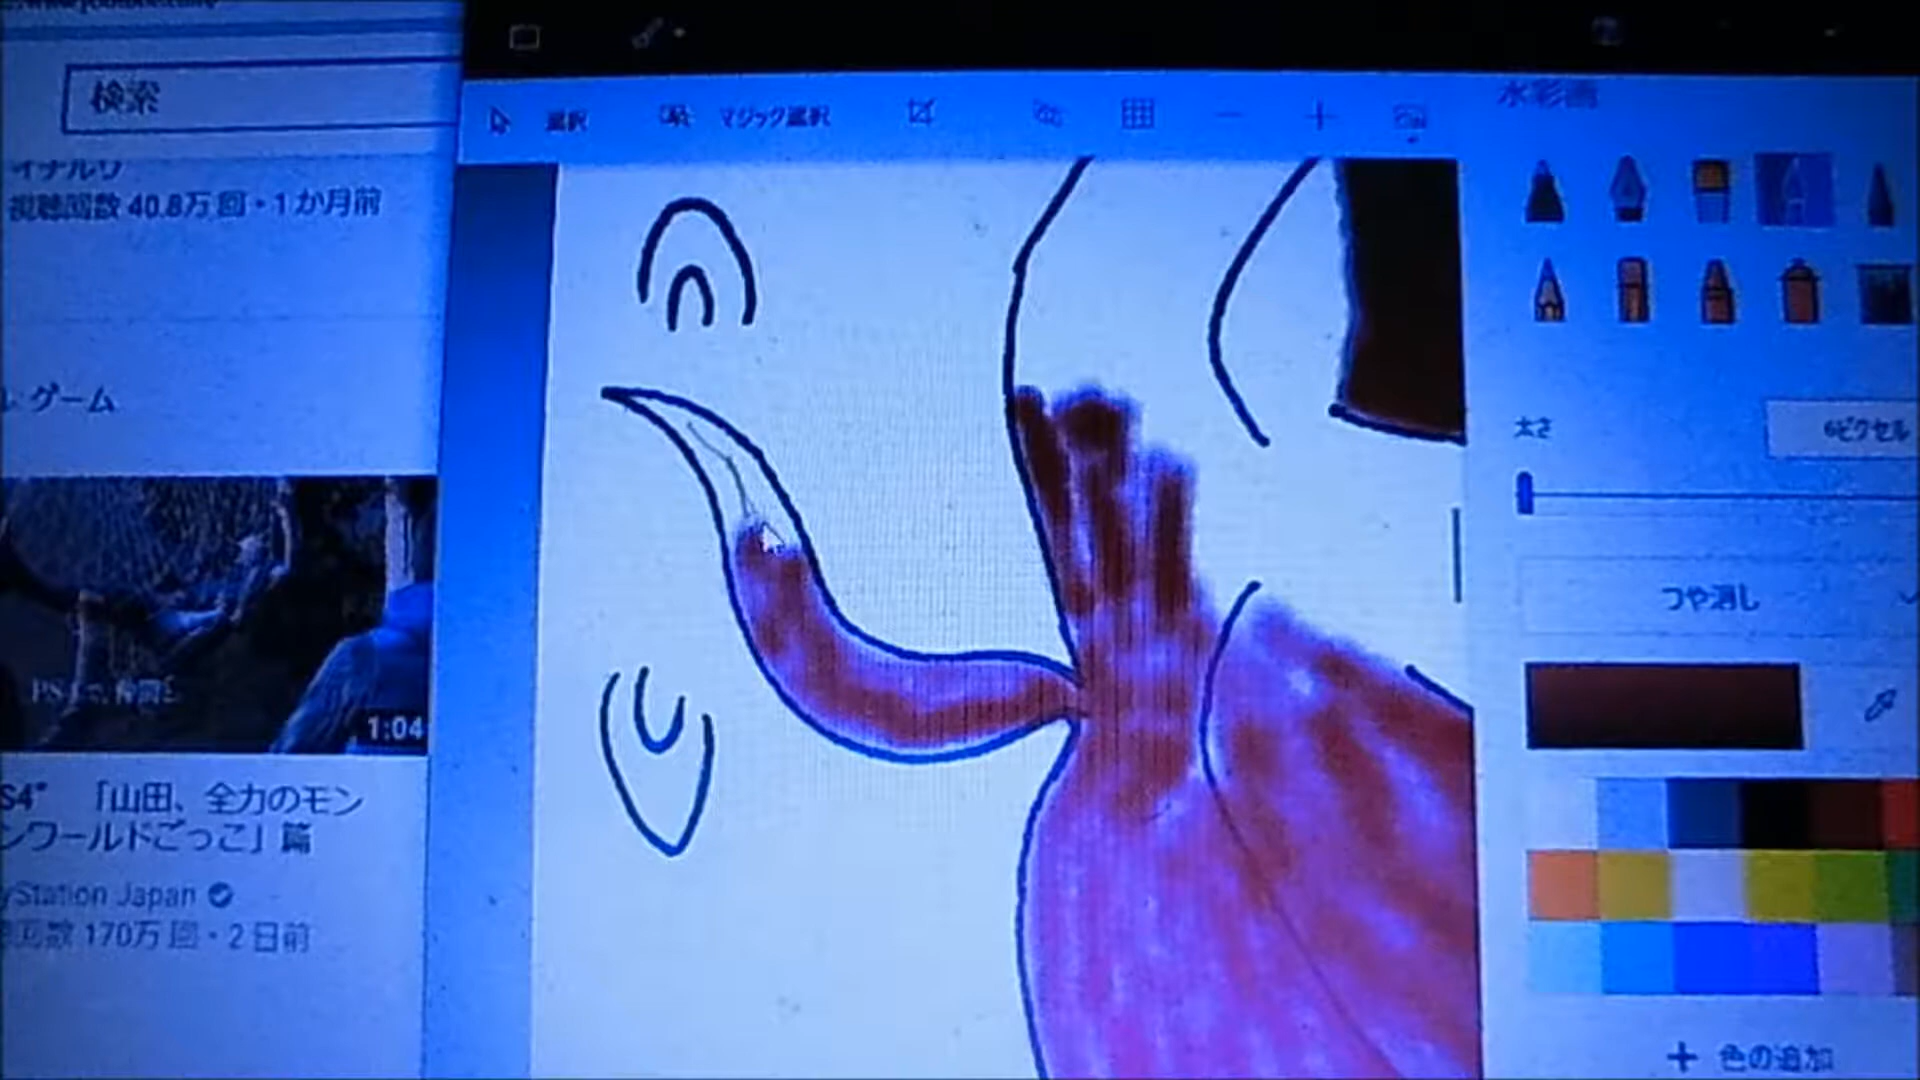 検索
視聴回数 40.8万 回・1 か月前
ゲーム
1:04
「山田、全力のモン
ンワールドごっこ」篇
yStation Japan
回数 170万 回・2 日前
選択
マジック選択
水彩画
太さ
6ピクセル
つや消し
+ 色の追加